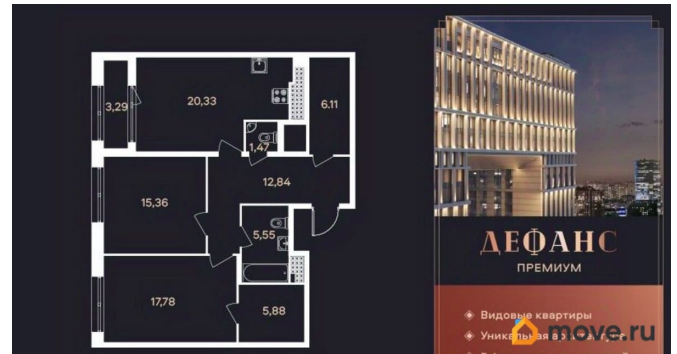 3,29
20,33
6.11
1,47
12,84
15,36
5,55
17,78
5,88
ДЕФАНС
ПРЕМИУМ
Видовые квартиры
move.ru